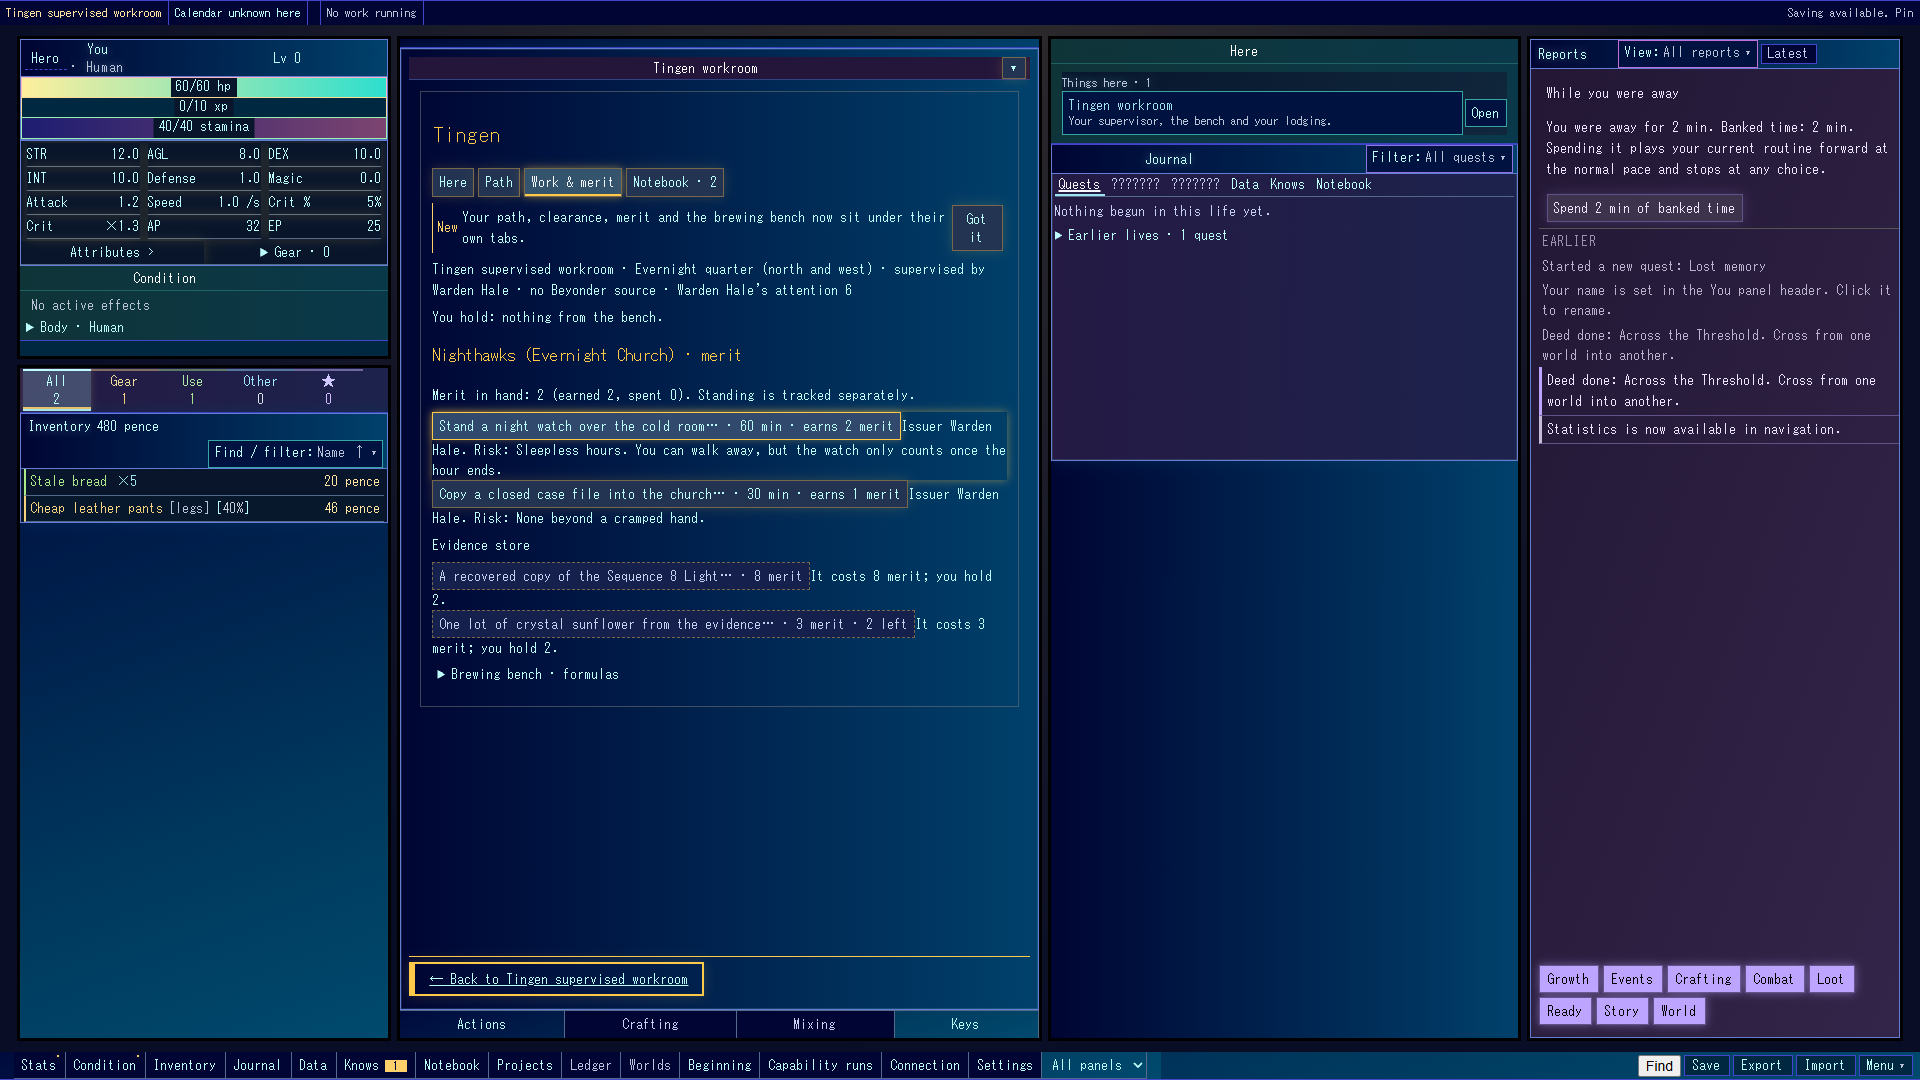 Tingen supervised workroom
Calendar unknown here
No work running
Saving available. Pin
Hero · You
Human
Lv 0
60/60 hp
0/10 xp
40/40 stamina
STR 12.0 AGL 8.0 DEX 10.0
INT 10.0 Defense 1.0 Magic 0.0
Attack 1.2 Speed 1.0 /s Crit % 5%
Crit ×1.3 AP 32 EP 25
Attributes >
▶ Gear · 0
Condition
No active effects
▶ Body · Human
All Gear Use Other ★
2 1 1 0 0
Inventory 480 pence
Find / filter: Name ↑ ▾
Stale bread ×5 20 pence
Cheap leather pants [legs] [40%] 46 pence
Tingen workroom
▾
Tingen
Here Path Work & merit Notebook · 2
New Your path, clearance, merit and the brewing bench now sit under their
own tabs.
Got
it
Tingen supervised workroom · Evernight quarter (north and west) · supervised by
Warden Hale · no Beyonder source · Warden Hale's attention 6
You hold: nothing from the bench.
Nighthawks (Evernight Church) · merit
Merit in hand: 2 (earned 2, spent 0). Standing is tracked separately.
Stand a night watch over the cold room… · 60 min · earns 2 merit Issuer Warden
Hale. Risk: Sleepless hours. You can walk away, but the watch only counts once the
hour ends.
Copy a closed case file into the church… · 30 min · earns 1 merit Issuer Warden
Hale. Risk: None beyond a cramped hand.
Evidence store
A recovered copy of the Sequence 8 Light… · 8 merit It costs 8 merit; you hold
2.
One lot of crystal sunflower from the evidence… · 3 merit · 2 left It costs 3
merit; you hold 2.
▶ Brewing bench · formulas
← Back to Tingen supervised workroom
Actions Crafting Mixing Keys
Here
Things here · 1
Tingen workroom
Your supervisor, the bench and your lodging.
Open
Journal
Filter: All quests ▾
Quests ??????? ??????? Data Knows Notebook
Nothing begun in this life yet.
▶ Earlier lives · 1 quest
Reports
View: All reports ▾
Latest
While you were away
You were away for 2 min. Banked time: 2 min.
Spending it plays your current routine forward at
the normal pace and stops at any choice.
Spend 2 min of banked time
EARLIER
Started a new quest: Lost memory
Your name is set in the You panel header. Click it
to rename.
Deed done: Across the Threshold. Cross from one
world into another.
Deed done: Across the Threshold. Cross from one
world into another.
Statistics is now available in navigation.
Growth Events Crafting Combat Loot
Ready Story World
Stats Condition Inventory Journal Data Knows 1 Notebook Projects Ledger Worlds Beginning Capability runs Connection Settings All panels
Find Save Export Import Menu ▾